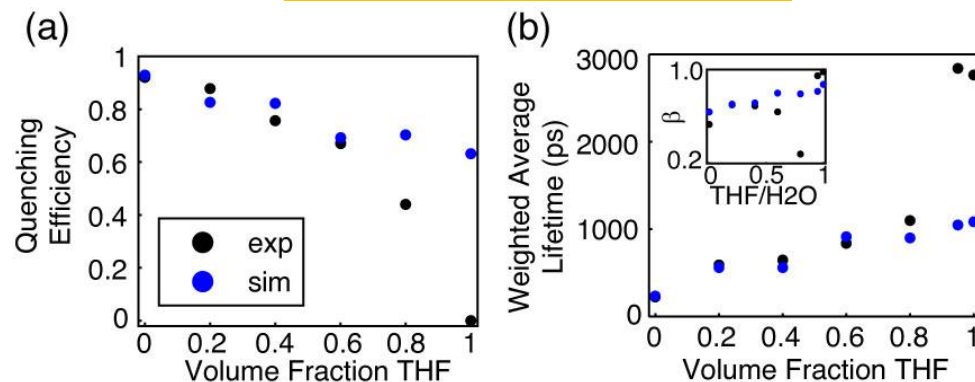 (a)
1
0.8
0.6
0.4
0.2
0
Quenching
Efficiency
exp
sim
0 0.2 0.4 0.6 0.8 1
Volume Fraction THF
(b)
3000
2000
1000
0
Weighted Average
Lifetime (ps)
1.0
β
0.2
0 0.5 1
THF/H2O
0 0.2 0.4 0.6 0.8 1
Volume Fraction THF